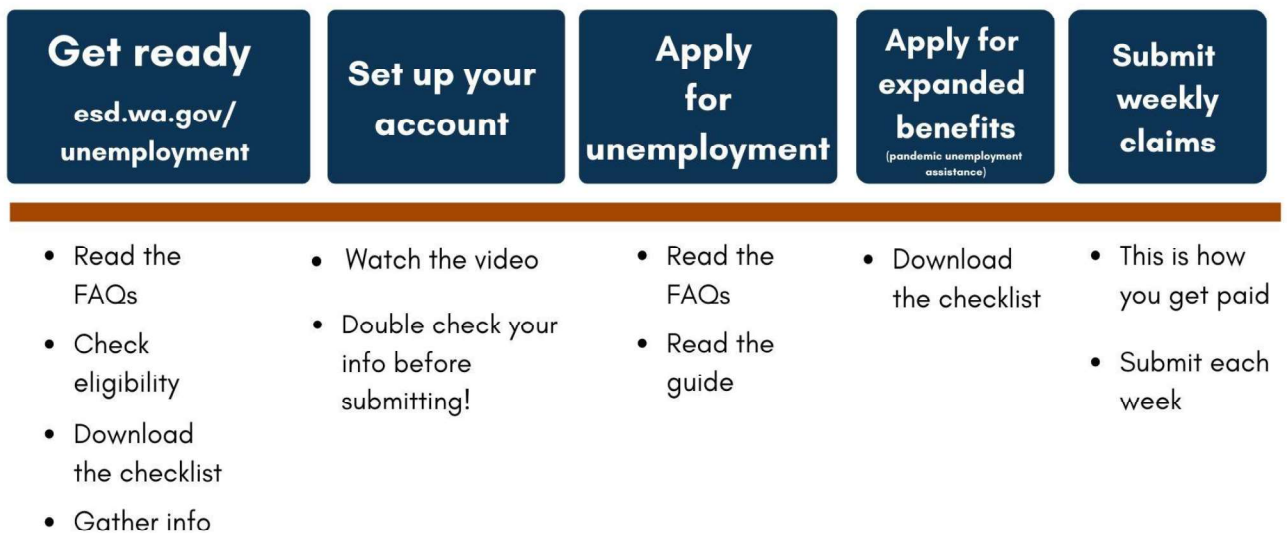 Get ready
esd.wa.gov/
unemployment
Set up your
account
Apply
for
unemployment
Apply for
expanded
benefits
(pandemic unemployment
assistance)
Submit
weekly
claims
• Read the
FAQs
• Check
eligibility
• Download
the checklist
• Gather info
• Watch the video
• Double check your
info before
submitting!
• Read the
FAQs
• Read the
guide
• Download
the checklist
• This is how
you get paid
• Submit each
week